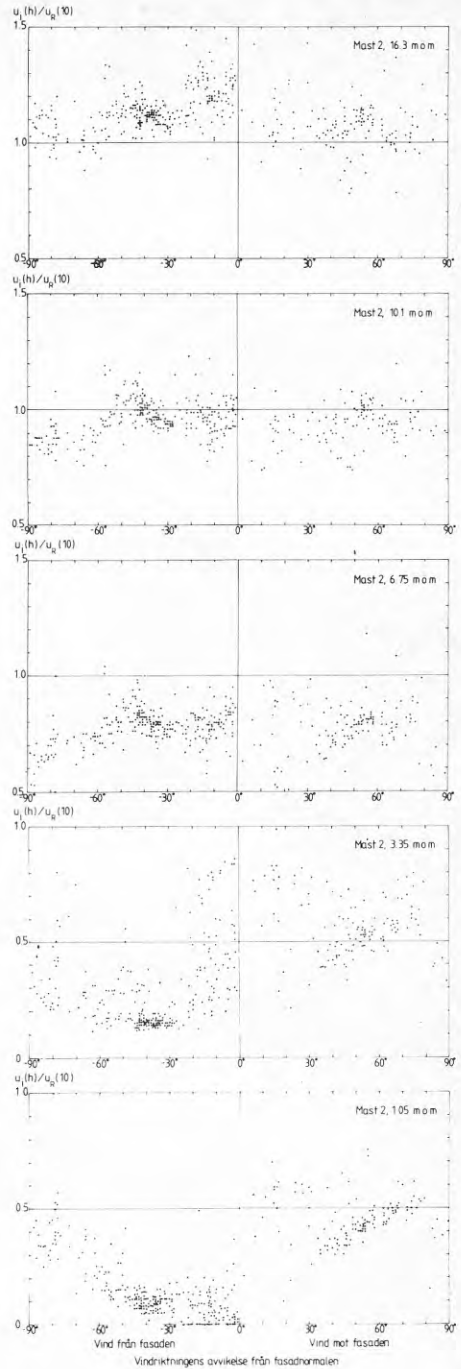 u_l(h)/u_R(10)
1.5
Mast 2, 16.3 m o m
1.0
0.5
-90° -60° -30° 0° 30° 60° 90°
u_l(h)/u_R(10)
1.5
Mast 2, 10.1 m o m
1.0
0.5
-90° -60° -30° 0° 30° 60° 90°
u_l(h)/u_R(10)
1.5
Mast 2, 6.75 m o m
1.0
0.5
-90° -60° -30° 0° 30° 60° 90°
u_l(h)/u_R(10)
1.0
Mast 2, 3.35 m o m
0.5
0
-90° -60° -30° 0° 30° 60° 90°
u_l(h)/u_R(10)
1.0
Mast 2, 1.05 m o m
0.5
0
-90° -60° -30° 0° 30° 60° 90°
Vind från fasaden Vind mot fasaden
Vindriktningens avvikelse från fasadnormalen